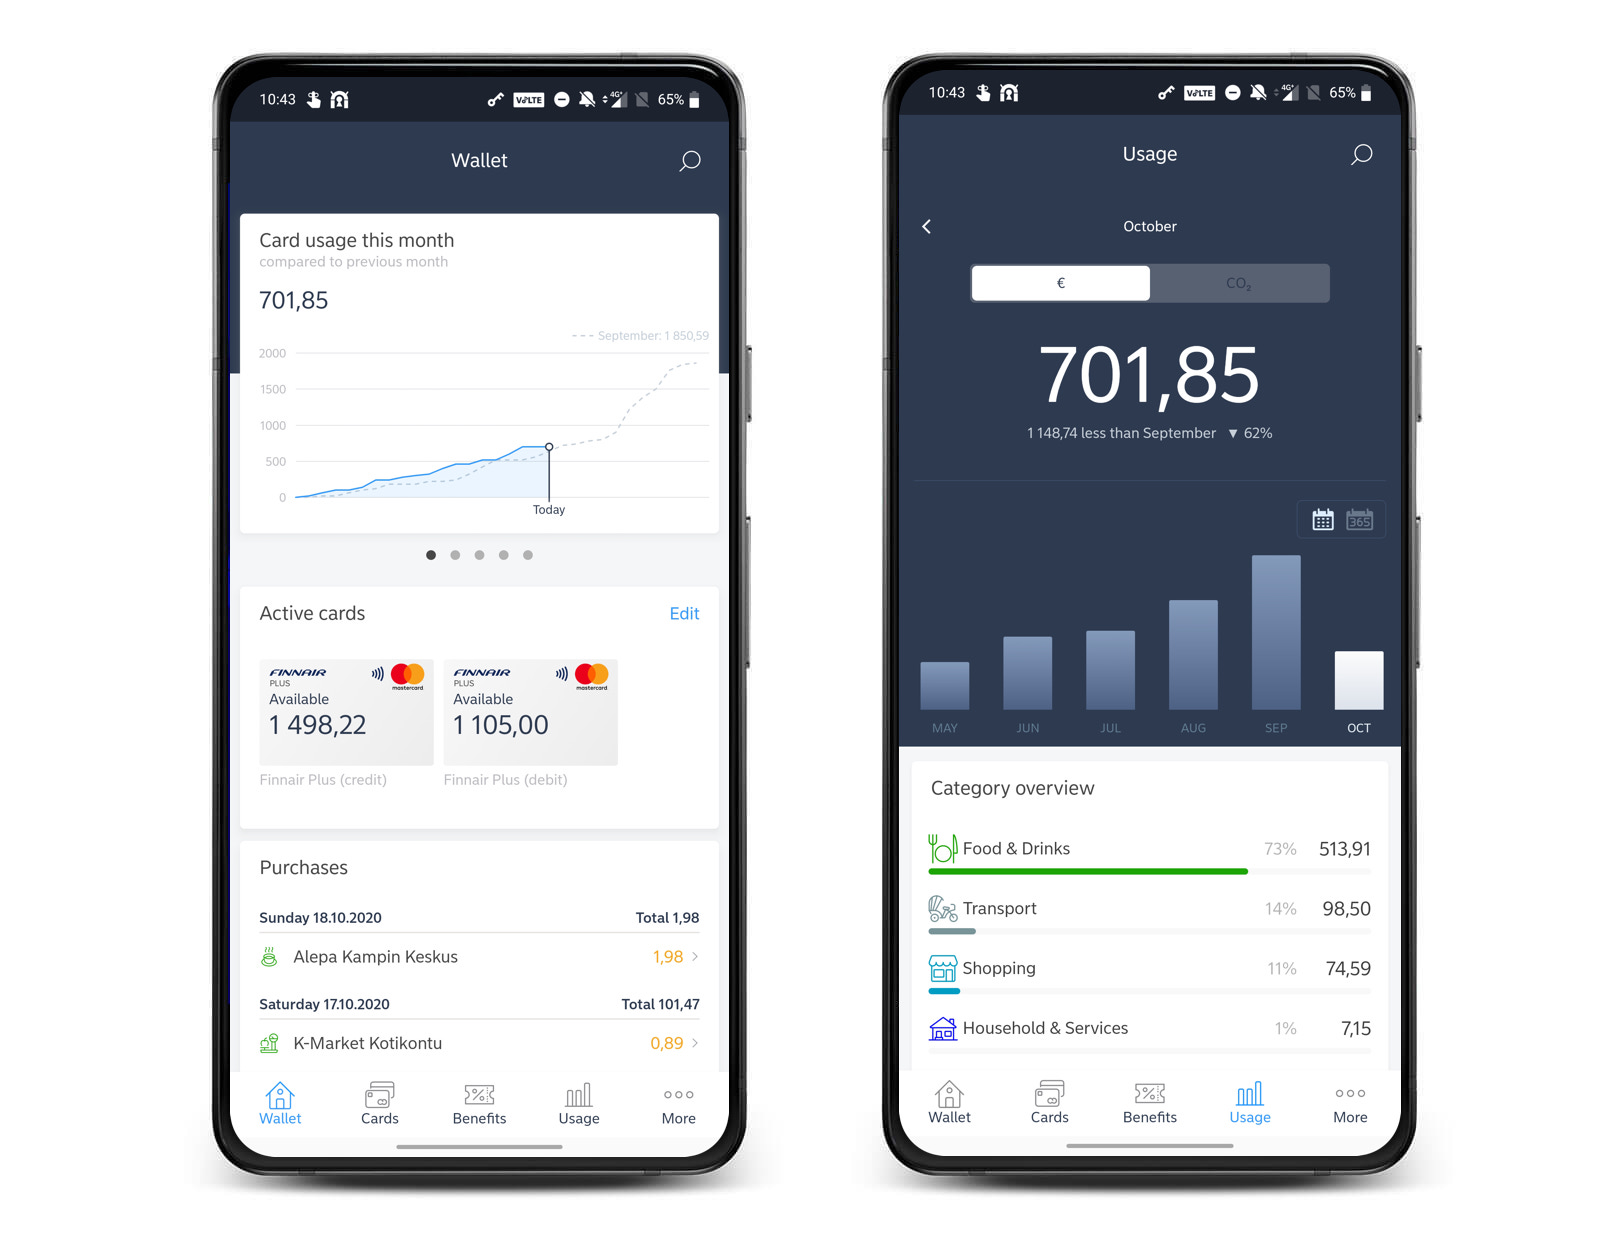 10:43
VoLTE
4G+
65%
Wallet
Card usage this month
compared to previous month
701,85
September: 1 850,59
2000
1500
1000
500
0
Today
Active cards
Edit
FINNAIR
PLUS
mastercard
Available
1 498,22
Finnair Plus (credit)
FINNAIR
PLUS
mastercard
Available
1 105,00
Finnair Plus (debit)
Purchases
Sunday 18.10.2020 Total 1,98
Alepa Kampin Keskus 1,98
Saturday 17.10.2020 Total 101,47
K-Market Kotikontu 0,89
Wallet Cards Benefits Usage More
10:43
VoLTE
4G+
65%
Usage
October
€ CO₂
701,85
1 148,74 less than September ▼ 62%
365
MAY JUN JUL AUG SEP OCT
Category overview
Food & Drinks 73% 513,91
Transport 14% 98,50
Shopping 11% 74,59
Household & Services 1% 7,15
Wallet Cards Benefits Usage More